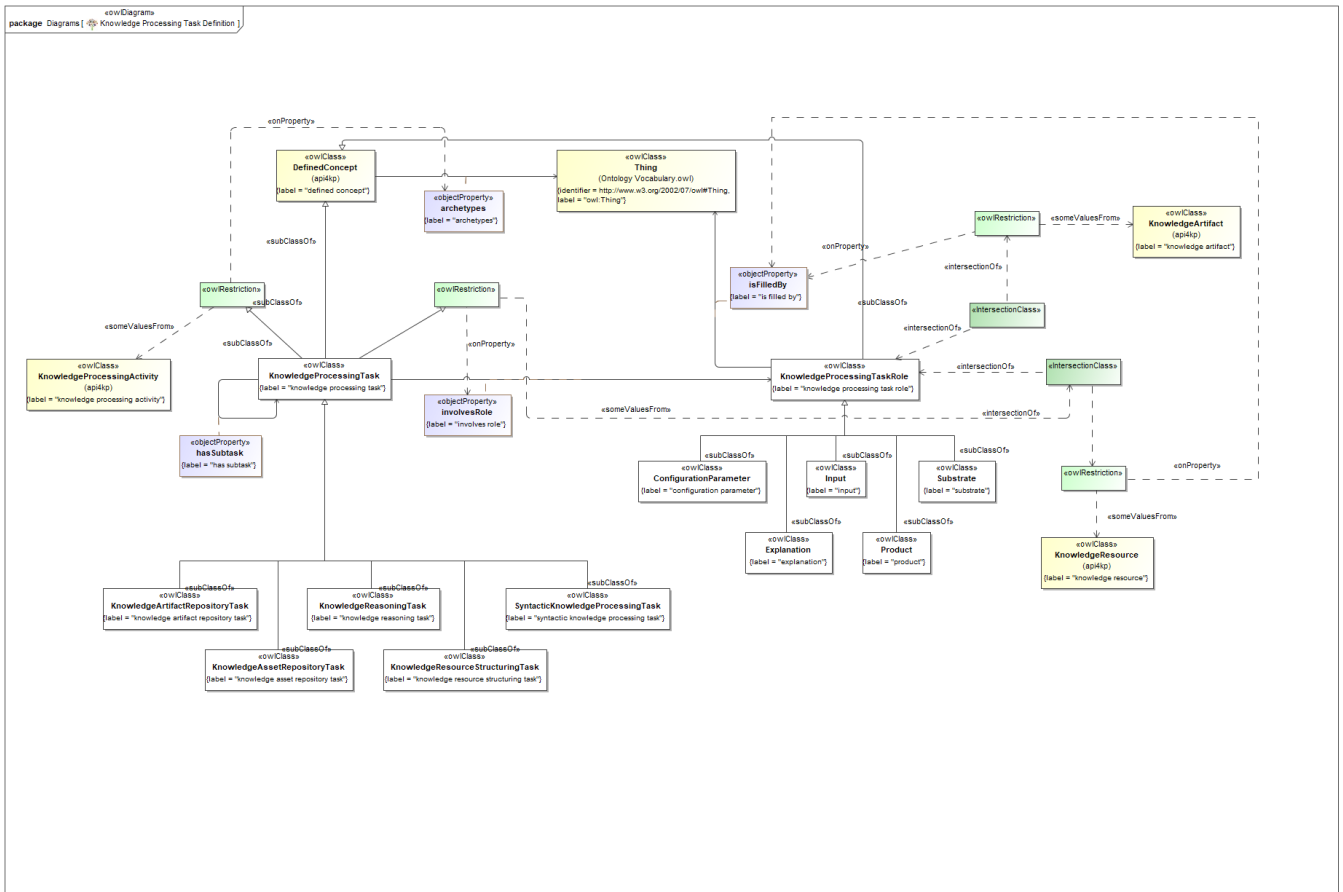 «owlDiagram»
package Diagrams [ Knowledge Processing Task Definition ]
«onProperty»
«owlClass»
DefinedConcept
(api4kp)
{label = "defined concept"}
«owlClass»
Thing
(Ontology Vocabulary.owl)
{identifier = http://www.w3.org/2002/07/owl#Thing,
label = "owl:Thing"}
«objectProperty»
archetypes
{label = "archetypes"}
«owlRestriction»
«someValuesFrom»
«owlClass»
KnowledgeArtifact
(api4kp)
{label = "knowledge artifact"}
«subClassOf»
«onProperty»
«intersectionOf»
«objectProperty»
isFilledBy
{label = "is filled by"}
«owlRestriction»
«subClassOf»
«owlRestriction»
«subClassOf»
«IntersectionClass»
«someValuesFrom»
«intersectionOf»
«subClassOf»
«onProperty»
«owlClass»
KnowledgeProcessingActivity
(api4kp)
{label = "knowledge processing activity"}
«owlClass»
KnowledgeProcessingTask
{label = "knowledge processing task"}
«owlClass»
KnowledgeProcessingTaskRole
{label = "knowledge processing task role"}
«intersectionOf»
«IntersectionClass»
«objectProperty»
involvesRole
{label = "involves role"}
«someValuesFrom»
«intersectionOf»
«objectProperty»
hasSubtask
{label = "has subtask"}
«subClassOf»
«subClassOf»
«subClassOf»
«owlClass»
ConfigurationParameter
{label = "configuration parameter"}
«owlClass»
Input
{label = "input"}
«owlClass»
Substrate
{label = "substrate"}
«owlRestriction»
«onProperty»
«subClassOf»
«subClassOf»
«someValuesFrom»
«owlClass»
Explanation
{label = "explanation"}
«owlClass»
Product
{label = "product"}
«owlClass»
KnowledgeResource
(api4kp)
{label = "knowledge resource"}
«subClassOf»
«subClassOf»
«subClassOf»
«owlClass»
KnowledgeArtifactRepositoryTask
{label = "knowledge artifact repository task"}
«owlClass»
KnowledgeReasoningTask
{label = "knowledge reasoning task"}
«owlClass»
SyntacticKnowledgeProcessingTask
{label = "syntactic knowledge processing task"}
«subClassOf»
«subClassOf»
«owlClass»
KnowledgeAssetRepositoryTask
{label = "knowledge asset repository task"}
«owlClass»
KnowledgeResourceStructuringTask
{label = "knowledge resource structuring task"}